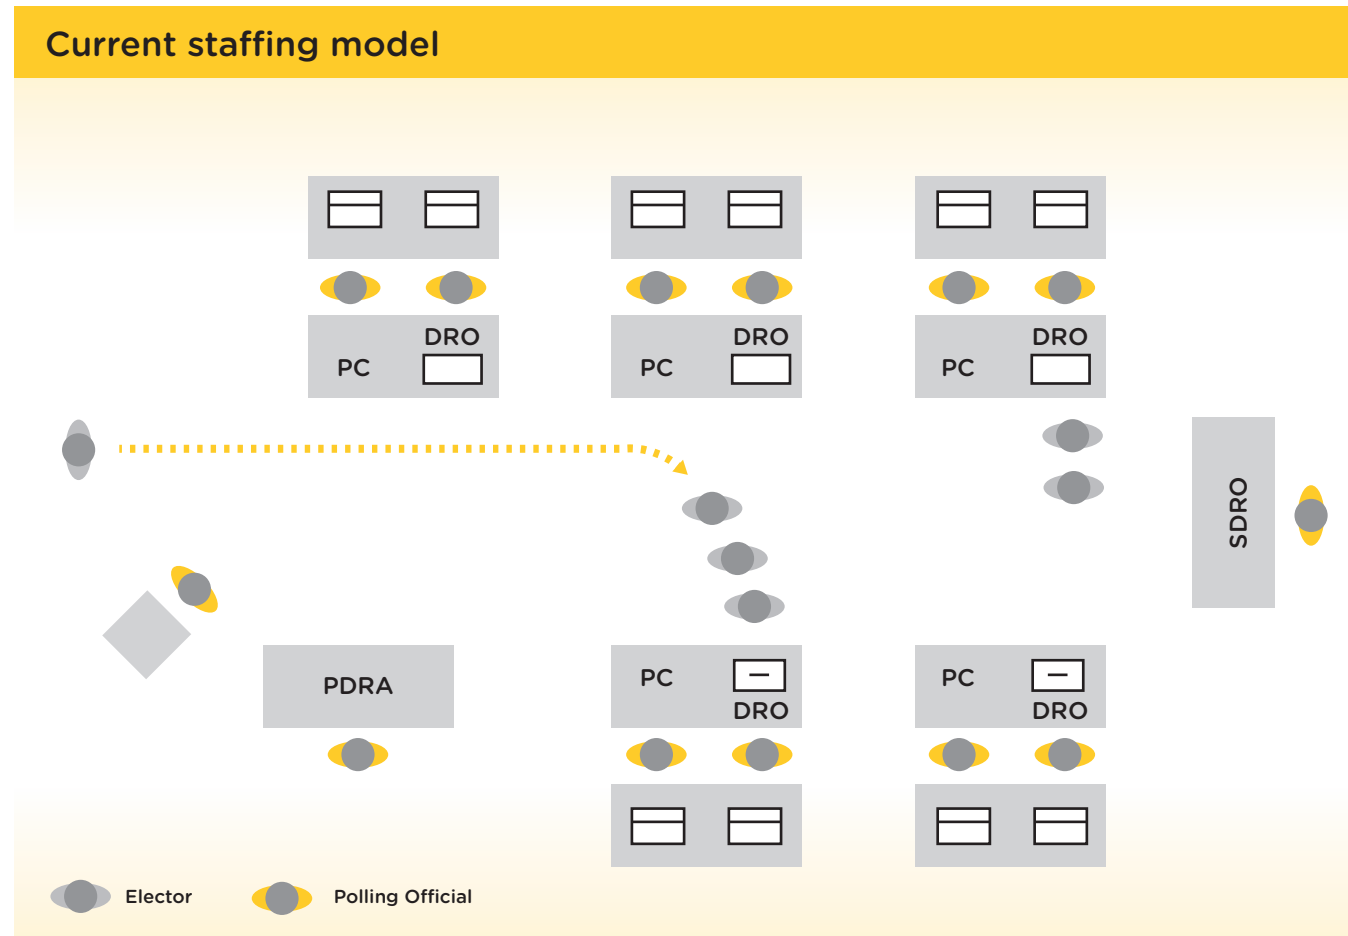 Current staffing model
DRO
DRO
DRO
PC
PC
PC
SDRO
PDRA
PC
PC
DRO
DRO
Elector
Polling Official